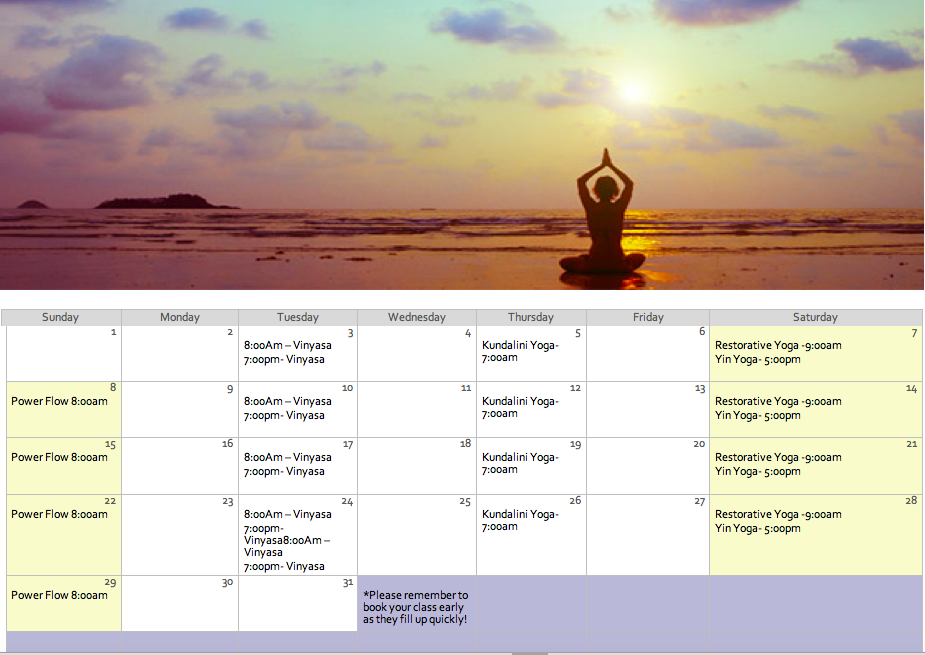 Sunday Monday Tuesday Wednesday Thursday Friday Saturday
1 2 3 4 5 6 7
8:00Am – Vinyasa
7:00pm- Vinyasa
Kundalini Yoga-
7:00am
Restorative Yoga -9:00am
Yin Yoga- 5:00pm
8 9 10 11 12 13 14
Power Flow 8:00am
8:00Am – Vinyasa
7:00pm- Vinyasa
Kundalini Yoga-
7:00am
Restorative Yoga -9:00am
Yin Yoga- 5:00pm
15 16 17 18 19 20 21
Power Flow 8:00am
8:00Am – Vinyasa
7:00pm- Vinyasa
Kundalini Yoga-
7:00am
Restorative Yoga -9:00am
Yin Yoga- 5:00pm
22 23 24 25 26 27 28
Power Flow 8:00am
8:00Am – Vinyasa
7:00pm-
Vinyasa8:00Am –
Vinyasa
7:00pm- Vinyasa
Kundalini Yoga-
7:00am
Restorative Yoga -9:00am
Yin Yoga- 5:00pm
29 30 31
Power Flow 8:00am
*Please remember to
book your class early
as they fill up quickly!